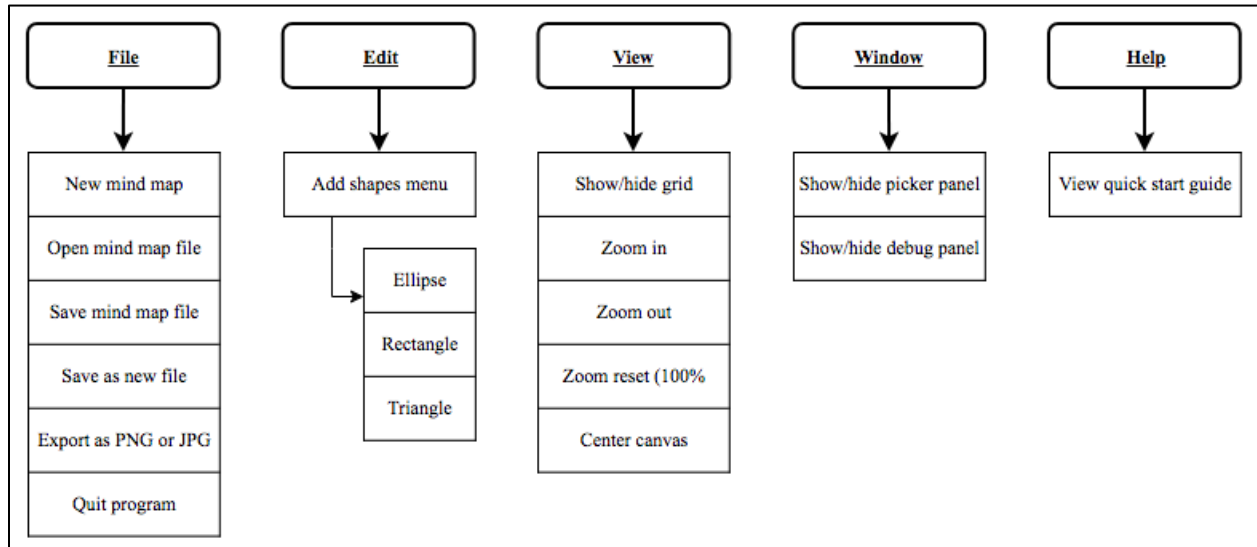 File
New mind map
Open mind map file
Save mind map file
Save as new file
Export as PNG or JPG
Quit program
Edit
Add shapes menu
Ellipse
Rectangle
Triangle
View
Show/hide grid
Zoom in
Zoom out
Zoom reset (100%
Center canvas
Window
Show/hide picker panel
Show/hide debug panel
Help
View quick start guide